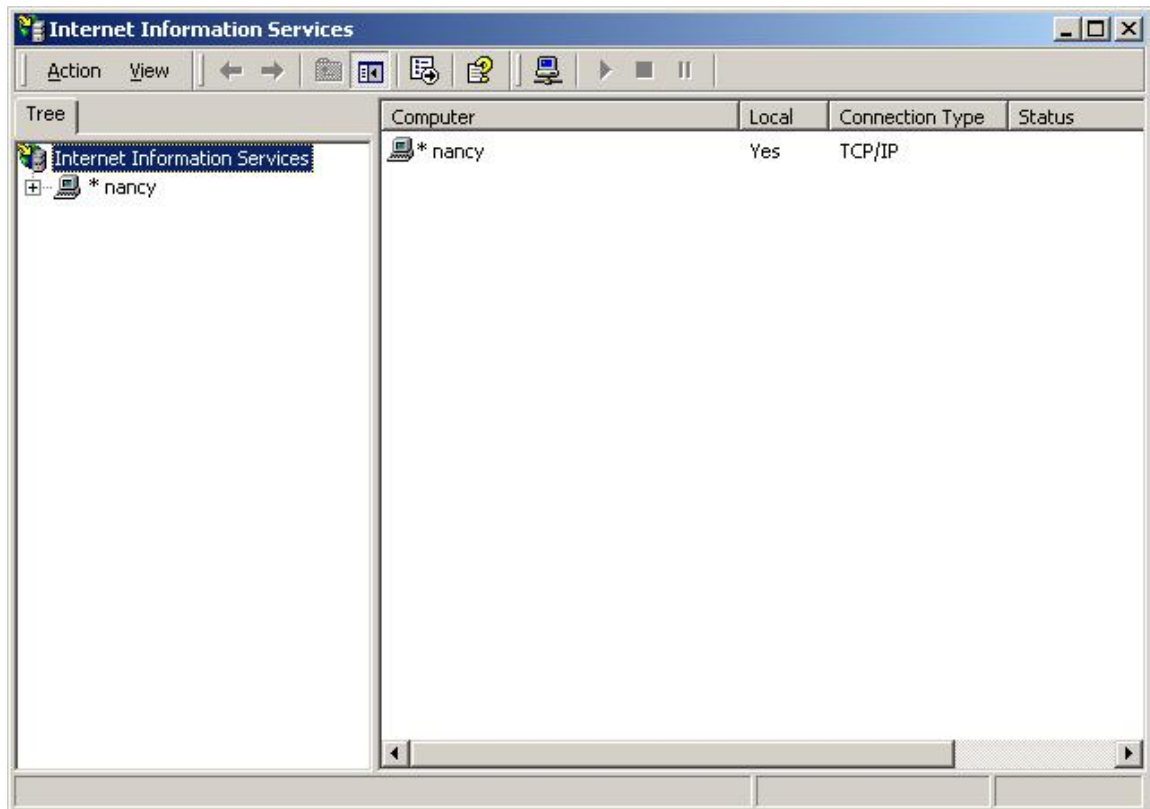 Internet Information Services
Action View
Tree
Computer Local Connection Type Status
Internet Information Services
* nancy Yes TCP/IP
* nancy